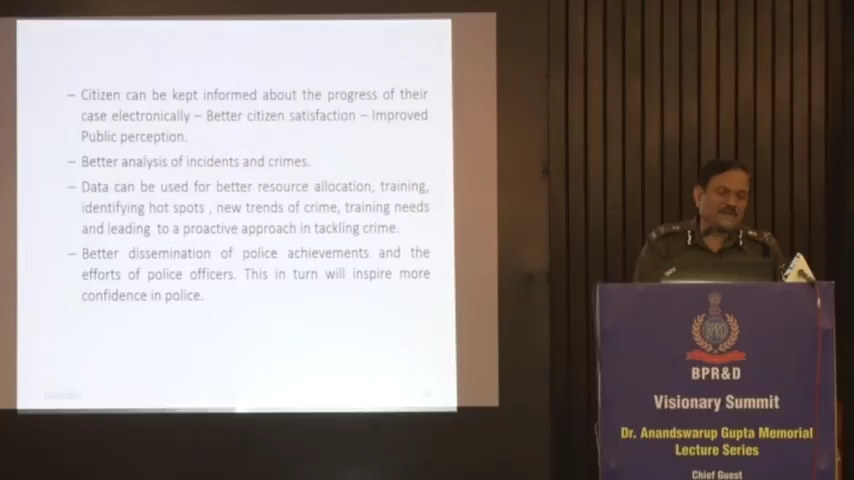 – Citizen can be kept informed about the progress of their
case electronically – Better citizen satisfaction – Improved
Public perception.
– Better analysis of incidents and crimes.
– Data can be used for better resource allocation, training,
identifying hot spots , new trends of crime, training needs
and leading to a proactive approach in tackling crime.
– Better dissemination of police achievements and the
efforts of police officers. This in turn will inspire more
confidence in police.
BPR&D
Visionary Summit
Dr. Anandswarup Gupta Memorial
Lecture Series
Chief Guest